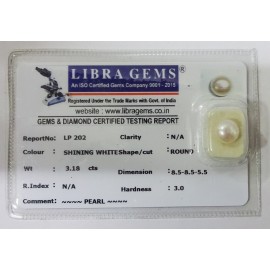 LIBRA GEMS
An ISO Certified Gems Company 9001 - 2015
Registered Under the Trade Marks with Govt. of India
website : www.libragems.co.in
GEMS & DIAMOND CERTIFIED TESTING REPORT
ReportNo: LP 202 Clarity : N/A
Colour : SHINING WHITE Shape/cut : ROUND
Wt : 3.18 cts Dimension : 8.5-8.5-5.5
R.Index : N/A Hardness : 3.0
Comment : ~~~~ PEARL ~~~~